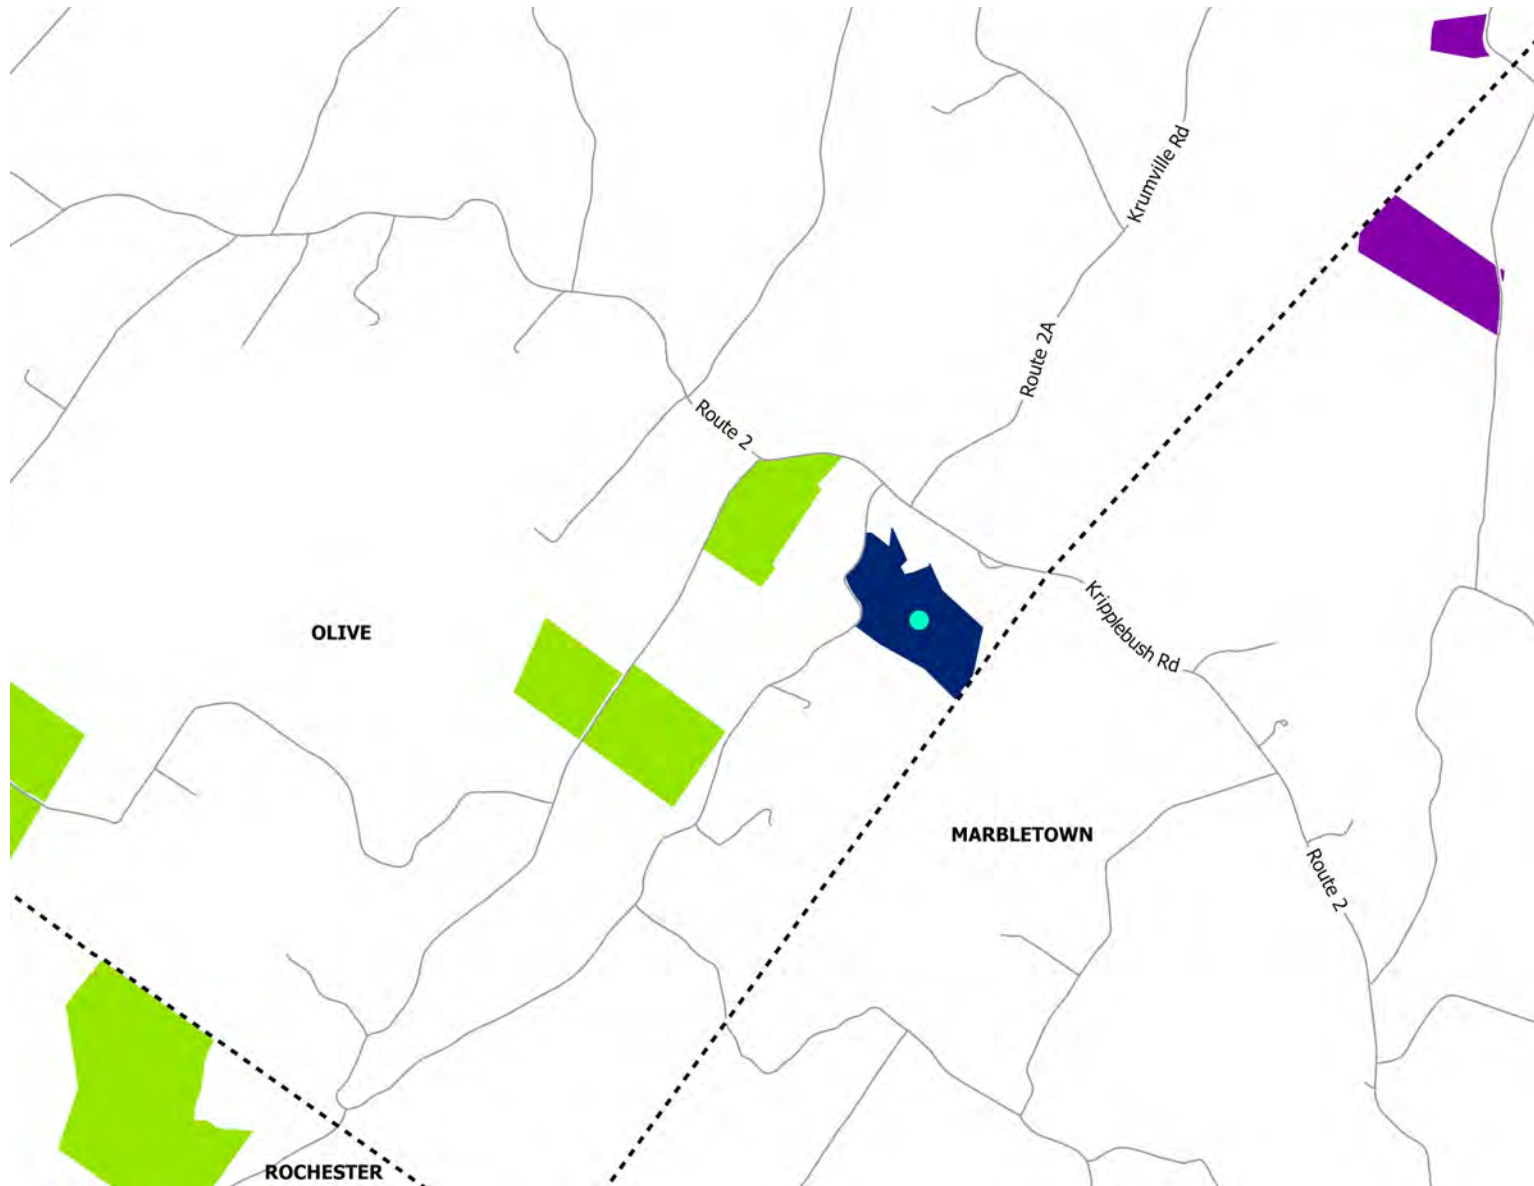 Krumville Rd
Route 2A
Route 2
Kripplebush Rd
OLIVE
MARBLETOWN
Route 2
ROCHESTER